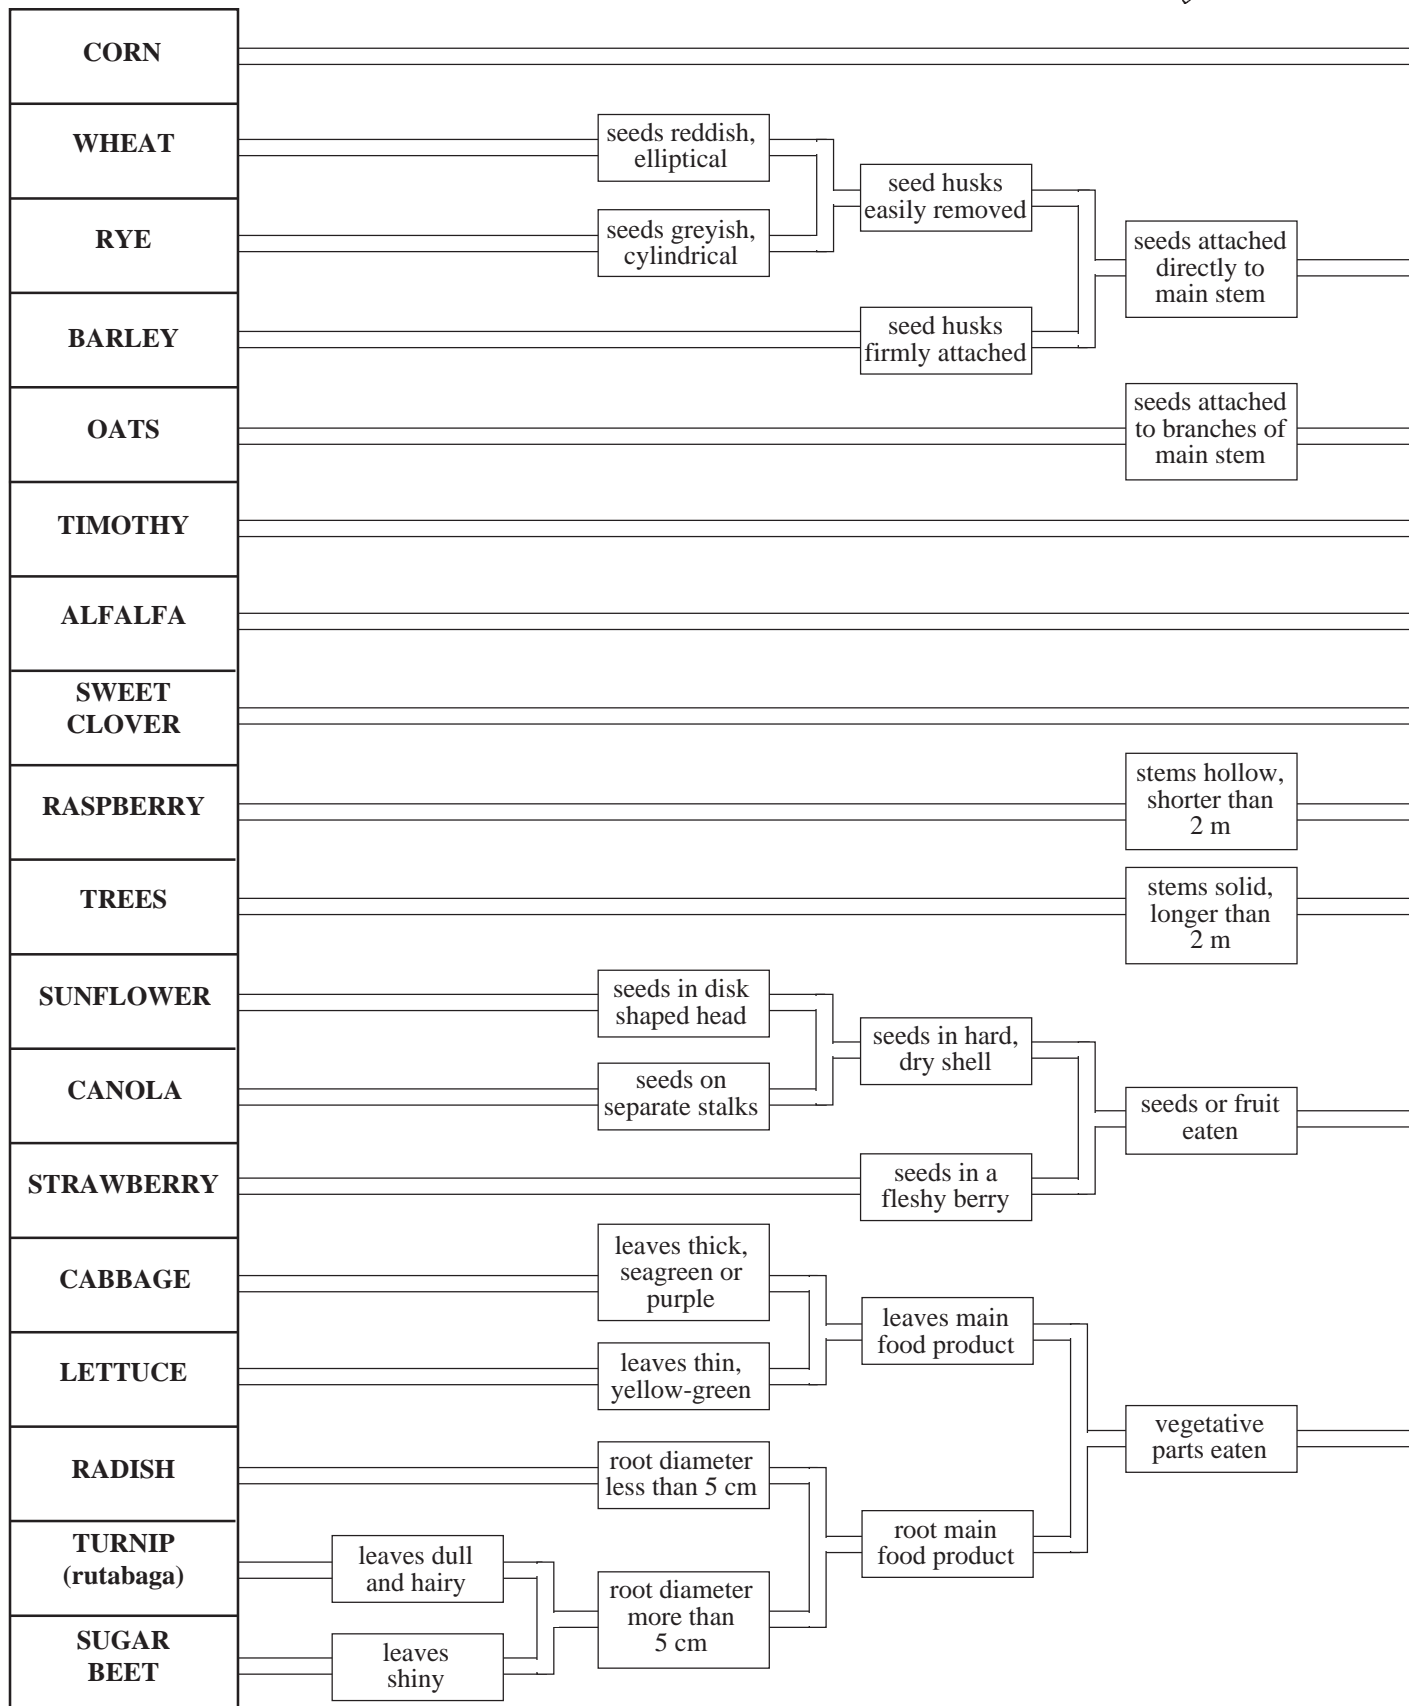 CORN
WHEAT
seeds reddish,
elliptical
seed husks
easily removed
RYE
seeds greyish,
cylindrical
seeds attached
directly to
main stem
BARLEY
seed husks
firmly attached
OATS
seeds attached
to branches of
main stem
TIMOTHY
ALFALFA
SWEET
CLOVER
RASPBERRY
stems hollow,
shorter than
2 m
TREES
stems solid,
longer than
2 m
SUNFLOWER
seeds in disk
shaped head
seeds in hard,
dry shell
CANOLA
seeds on
separate stalks
seeds or fruit
eaten
STRAWBERRY
seeds in a
fleshy berry
CABBAGE
leaves thick,
seagreen or
purple
leaves main
food product
LETTUCE
leaves thin,
yellow-green
vegetative
parts eaten
RADISH
root diameter
less than 5 cm
root main
food product
TURNIP
(rutabaga)
leaves dull
and hairy
root diameter
more than
5 cm
SUGAR
BEET
leaves
shiny